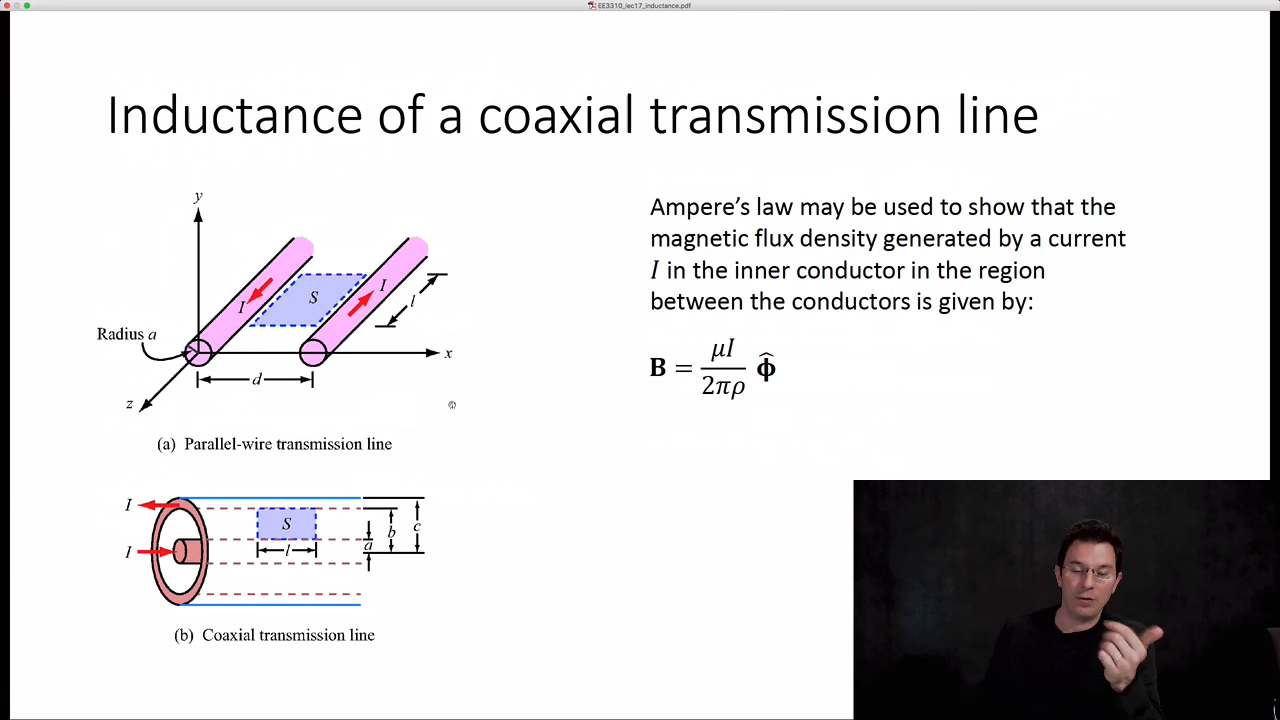 EE3310_lec17_inductance.pdf
Inductance of a coaxial transmission line
y
I
S
I
l
Radius a
x
d
z
(a) Parallel-wire transmission line
I
S
c
b
a
I
l
(b) Coaxial transmission line
Ampere’s law may be used to show that the
magnetic flux density generated by a current
I in the inner conductor in the region
between the conductors is given by:
B = μI / 2πρ ϕ̂